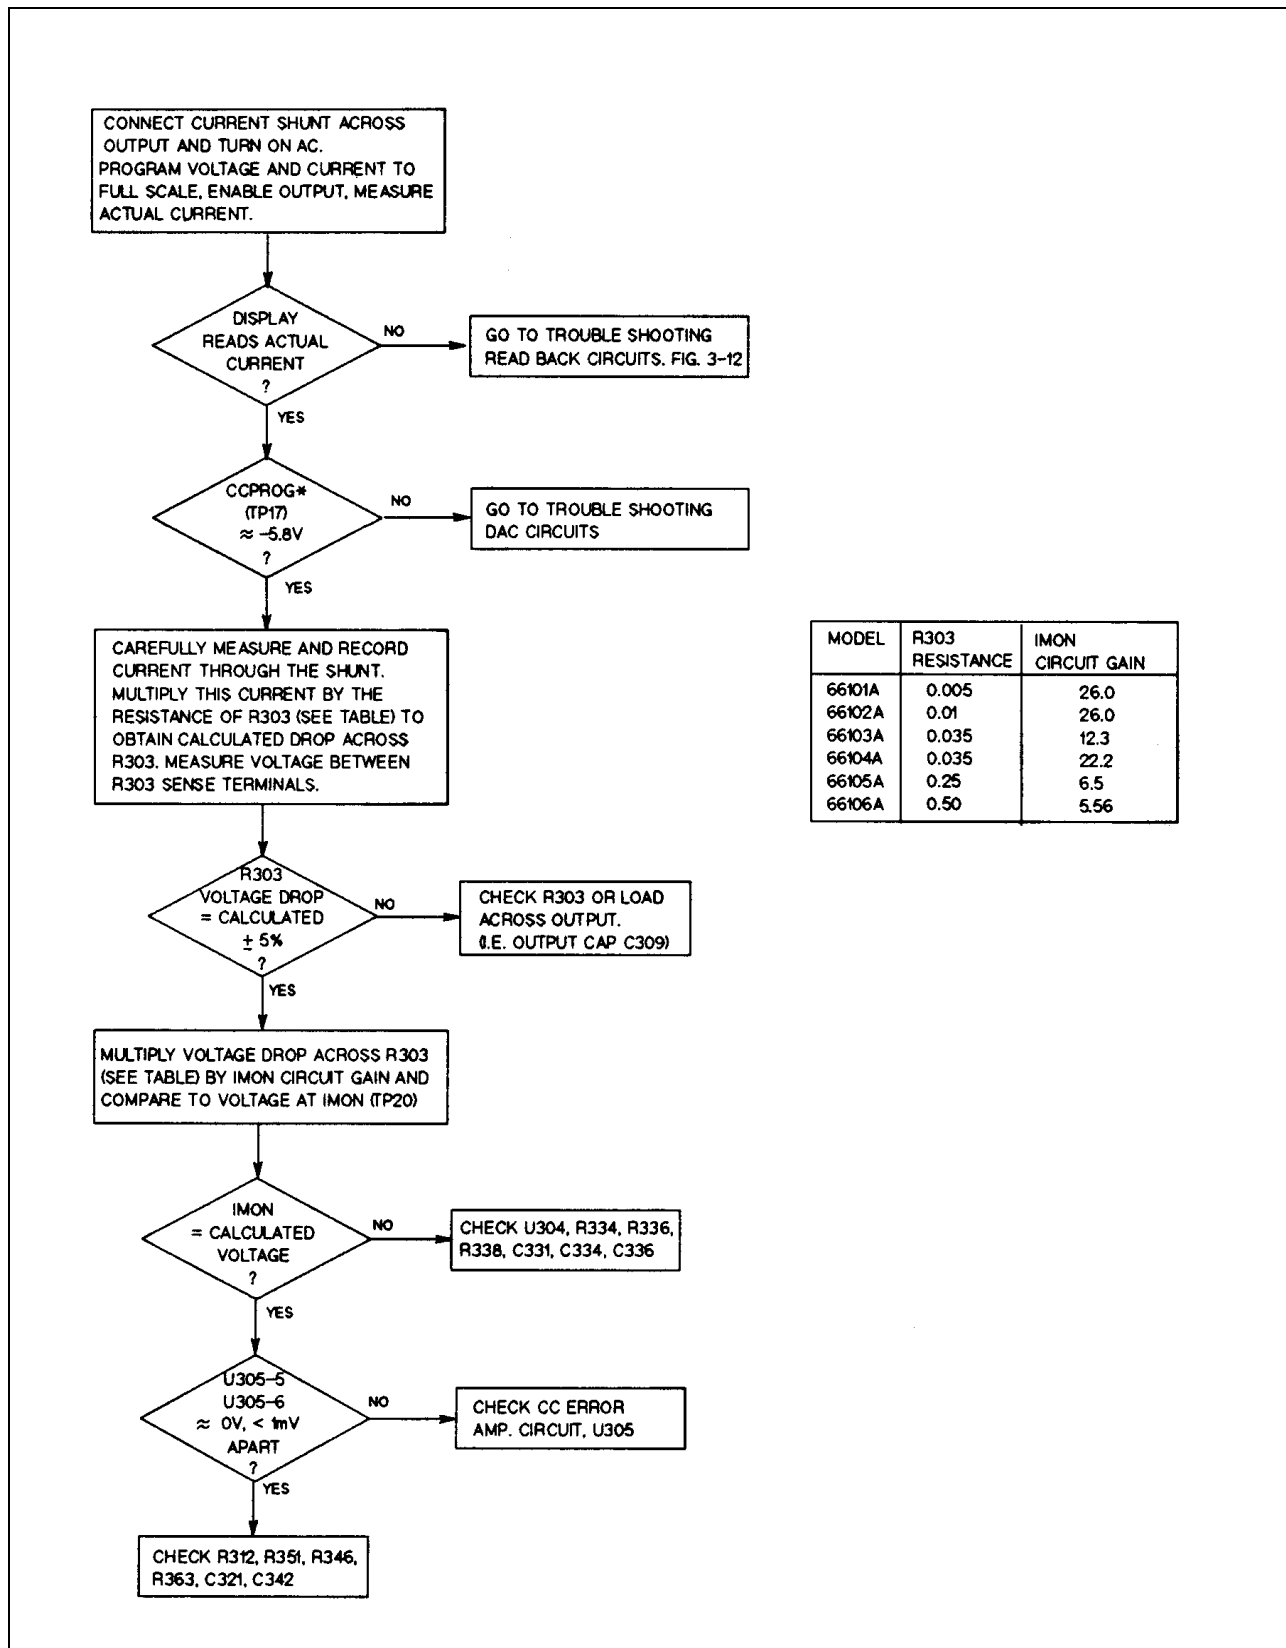 CONNECT CURRENT SHUNT ACROSS
OUTPUT AND TURN ON AC.
PROGRAM VOLTAGE AND CURRENT TO
FULL SCALE, ENABLE OUTPUT, MEASURE
ACTUAL CURRENT.
DISPLAY
READS ACTUAL
CURRENT
?
NO
GO TO TROUBLE SHOOTING
READ BACK CIRCUITS. FIG. 3-12
YES
CCPROG*
(TP17)
≈ -5.8V
?
NO
GO TO TROUBLE SHOOTING
DAC CIRCUITS
YES
CAREFULLY MEASURE AND RECORD
CURRENT THROUGH THE SHUNT.
MULTIPLY THIS CURRENT BY THE
RESISTANCE OF R303 (SEE TABLE) TO
OBTAIN CALCULATED DROP ACROSS
R303. MEASURE VOLTAGE BETWEEN
R303 SENSE TERMINALS.
MODEL R303 RESISTANCE IMON CIRCUIT GAIN
66101A 0.005 26.0
66102A 0.01 26.0
66103A 0.035 12.3
66104A 0.035 22.2
66105A 0.25 6.5
66106A 0.50 5.56
R303
VOLTAGE DROP
= CALCULATED
± 5%
?
NO
CHECK R303 OR LOAD
ACROSS OUTPUT.
(I.E. OUTPUT CAP C309)
YES
MULTIPLY VOLTAGE DROP ACROSS R303
(SEE TABLE) BY IMON CIRCUIT GAIN AND
COMPARE TO VOLTAGE AT IMON (TP20)
IMON
= CALCULATED
VOLTAGE
?
NO
CHECK U304, R334, R336,
R338, C331, C334, C336
YES
U305-5
U305-6
≈ 0V, < 1mV
APART
?
NO
CHECK CC ERROR
AMP. CIRCUIT, U305
YES
CHECK R312, R351, R346,
R363, C321, C342